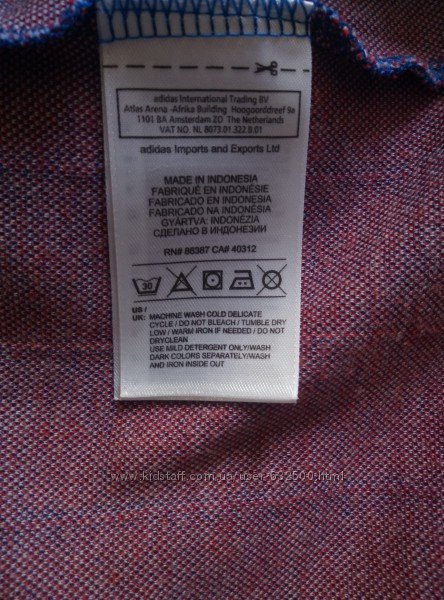 adidas International Trading BV
Atlas Arena -Afrika Building Hoogoorddreef 9a
1101 BA Amsterdam ZO The Netherlands
VAT NO. NL 8073.01.322.B.01
adidas Imports and Exports Ltd
MADE IN INDONESIA
FABRIQUÉ EN INDONÉSIE
FABRICADO EN INDONESIA
FABRICADO NA INDONÉSIA
GYÁRTVA: INDONÉZIA
СДЕЛАНО В ИНДОНЕЗИИ
RN# 88387 CA# 40312
30
US /
UK: MACHINE WASH COLD DELICATE
CYCLE / DO NOT BLEACH / TUMBLE DRY
LOW / WARM IRON IF NEEDED / DO NOT
DRYCLEAN
USE MILD DETERGENT ONLY/WASH
DARK COLORS SEPARATELY/WASH
AND IRON INSIDE OUT
www.kidstaff.com.ua/user-632500.html